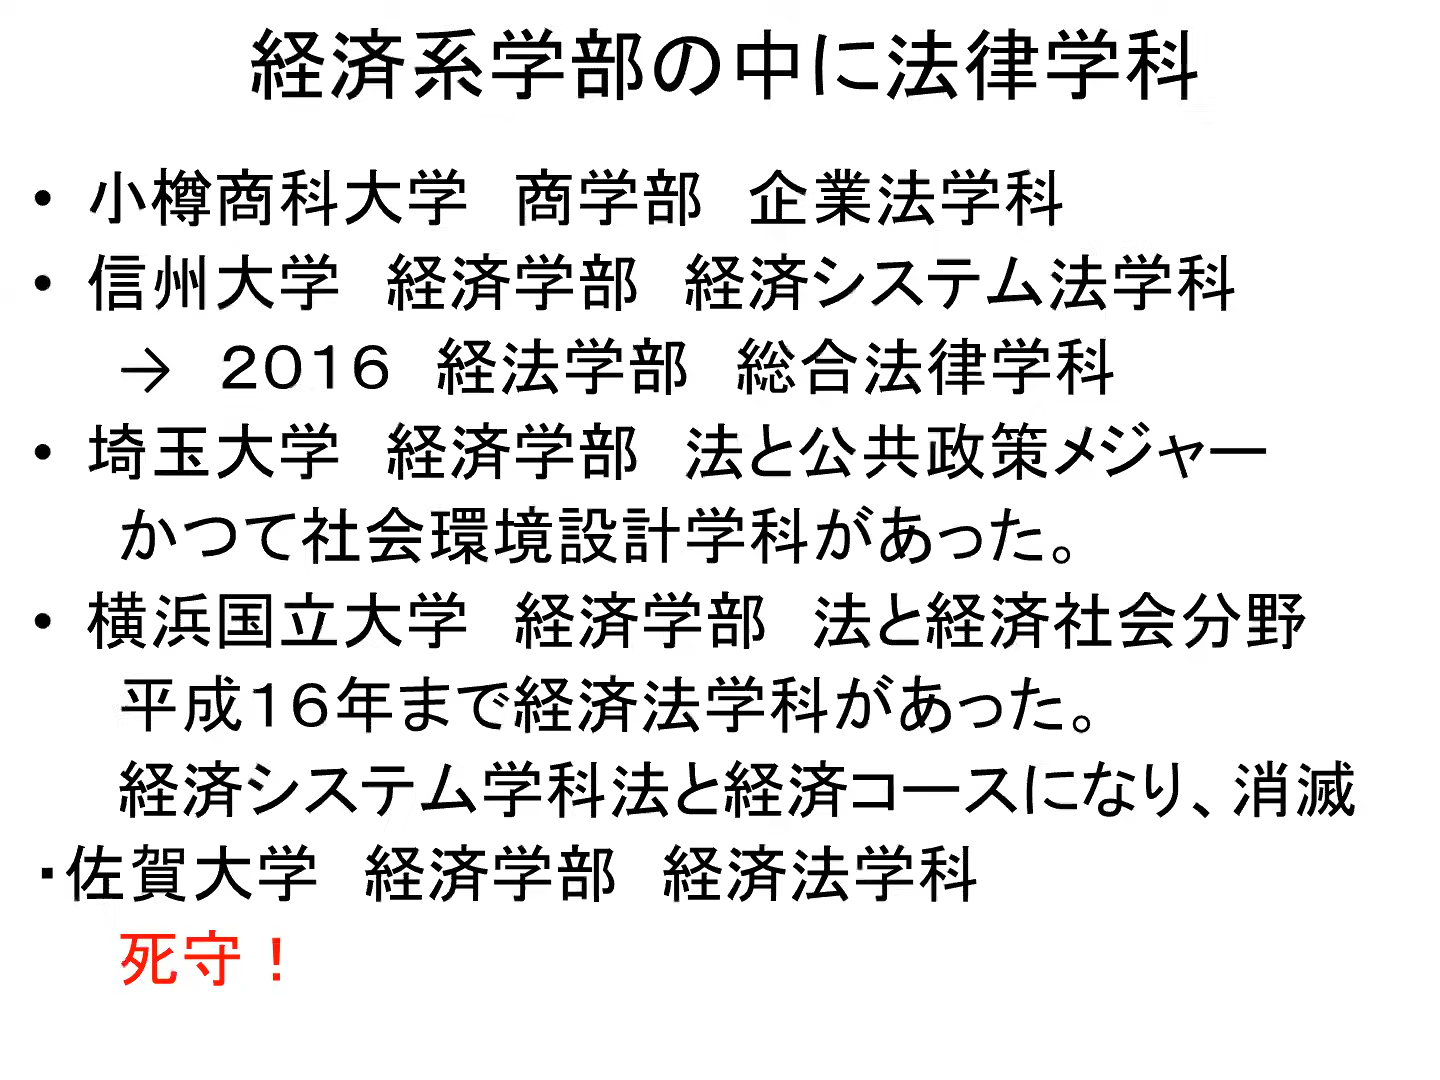 経済系学部の中に法律学科
• 小樽商科大学　商学部　企業法学科
• 信州大学　経済学部　経済システム法学科
→　２０１６　経法学部　総合法律学科
• 埼玉大学　経済学部　法と公共政策メジャー
かつて社会環境設計学科があった。
• 横浜国立大学　経済学部　法と経済社会分野
平成１６年まで経済法学科があった。
経済システム学科法と経済コースになり、消滅
・佐賀大学　経済学部　経済法学科
死守！